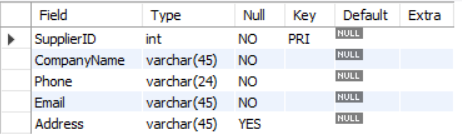 Field Type Null Key Default Extra
SupplierID int NO PRI NULL
CompanyName varchar(45) NO NULL
Phone varchar(24) NO NULL
Email varchar(45) NO NULL
Address varchar(45) YES NULL